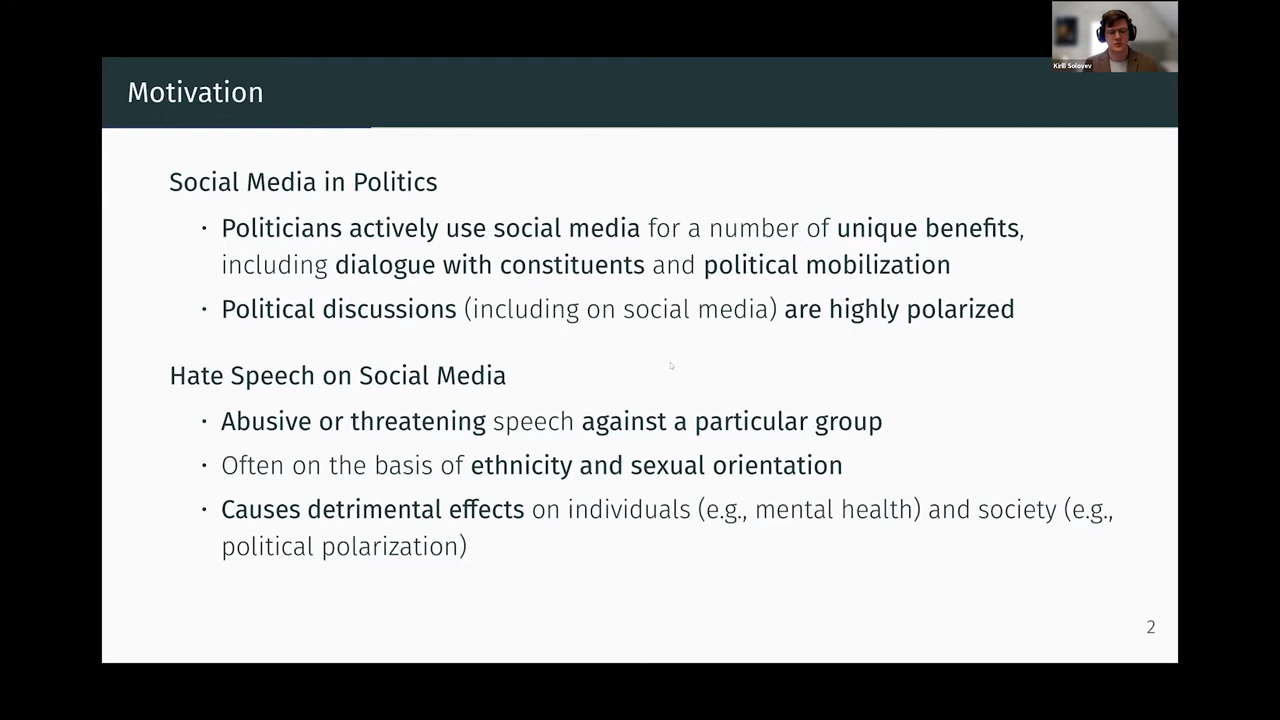 Kirill Solovev
Motivation
Social Media in Politics
· Politicians actively use social media for a number of unique benefits,
including dialogue with constituents and political mobilization
· Political discussions (including on social media) are highly polarized
Hate Speech on Social Media
· Abusive or threatening speech against a particular group
· Often on the basis of ethnicity and sexual orientation
· Causes detrimental effects on individuals (e.g., mental health) and society (e.g.,
political polarization)
2